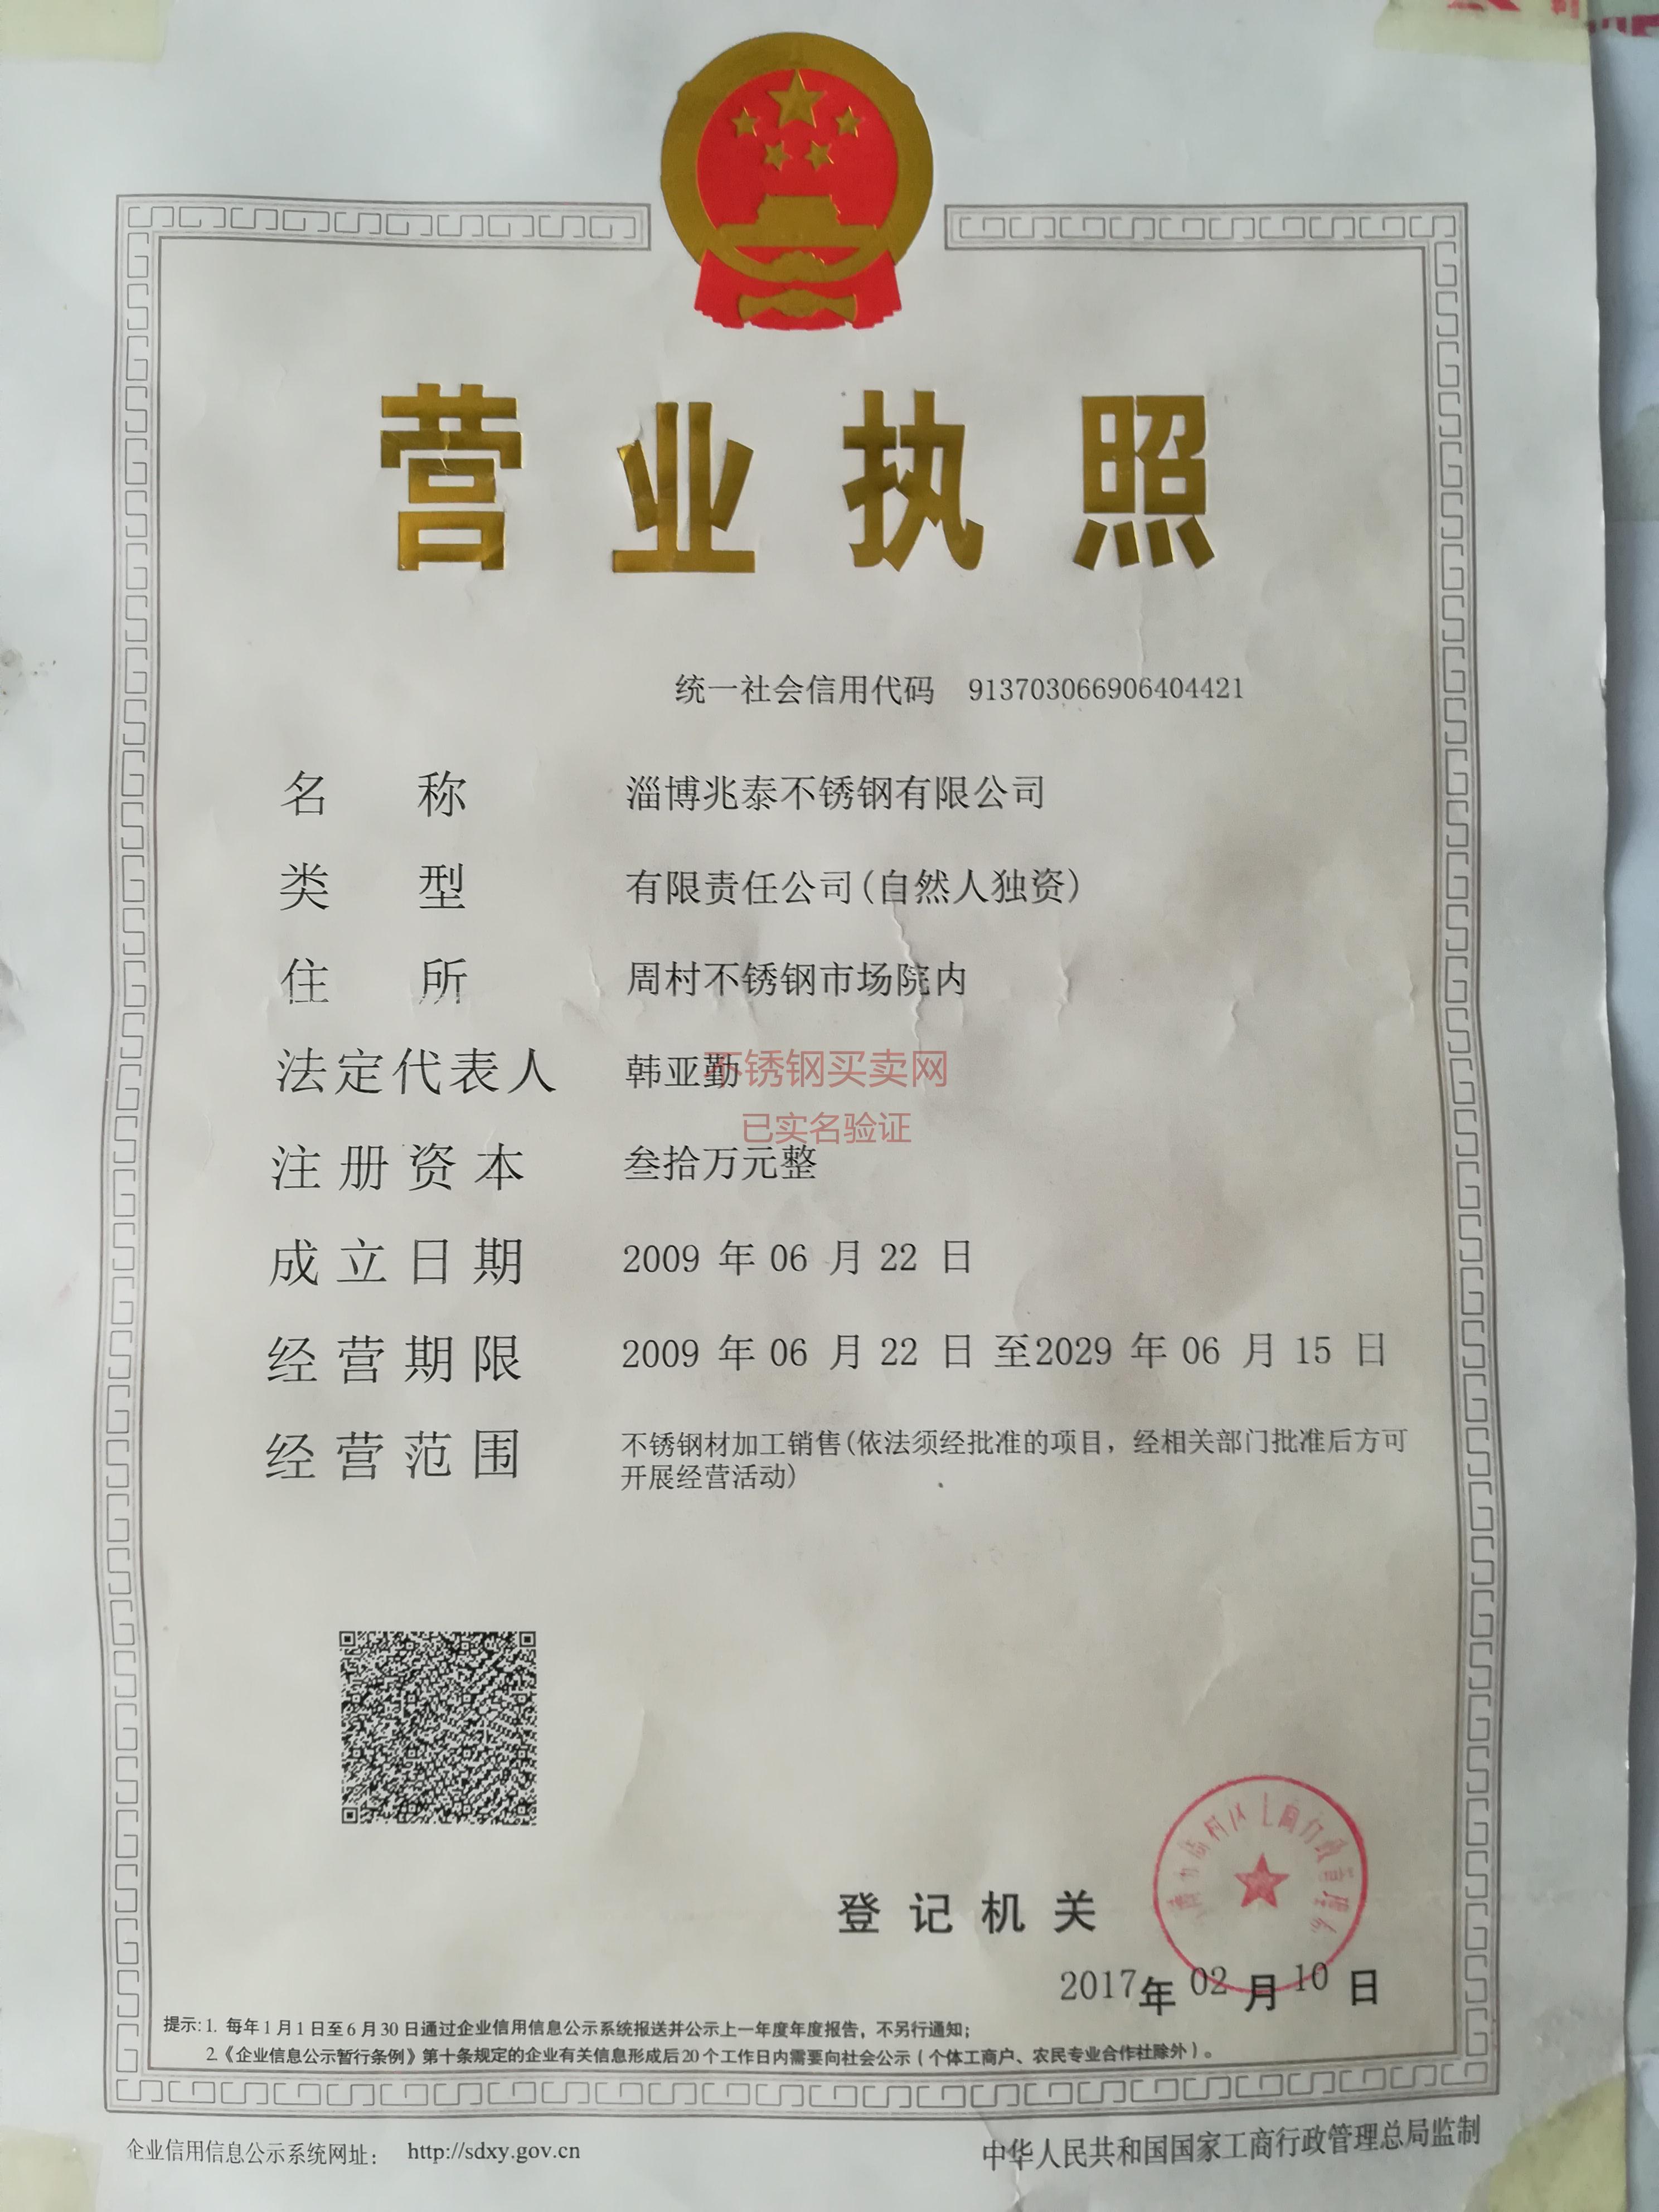 营业执照
统一社会信用代码 913703066906404421
名称 淄博兆泰不锈钢有限公司
类型 有限责任公司(自然人独资)
住所 周村不锈钢市场院内
法定代表人 韩亚勤
不锈钢买卖网
已实名验证
注册资本 叁拾万元整
成立日期 2009 年 06 月 22 日
经营期限 2009 年 06 月 22 日 至2029 年 06 月 15 日
经营范围 不锈钢材加工销售(依法须经批准的项目，经相关部门批准后方可
开展经营活动)
登记机关
2017年 02 月 10 日
提示: 1. 每年1月1日至6月30日通过企业信用信息公示系统报送并公示上一年度年度报告，不另行通知；
2.《企业信息公示暂行条例》第十条规定的企业有关信息形成后20个工作日内需要向社会公示（个体工商户、农民专业合作社除外）。
企业信用信息公示系统网址： http://sdxy.gov.cn
中华人民共和国国家工商行政管理总局监制